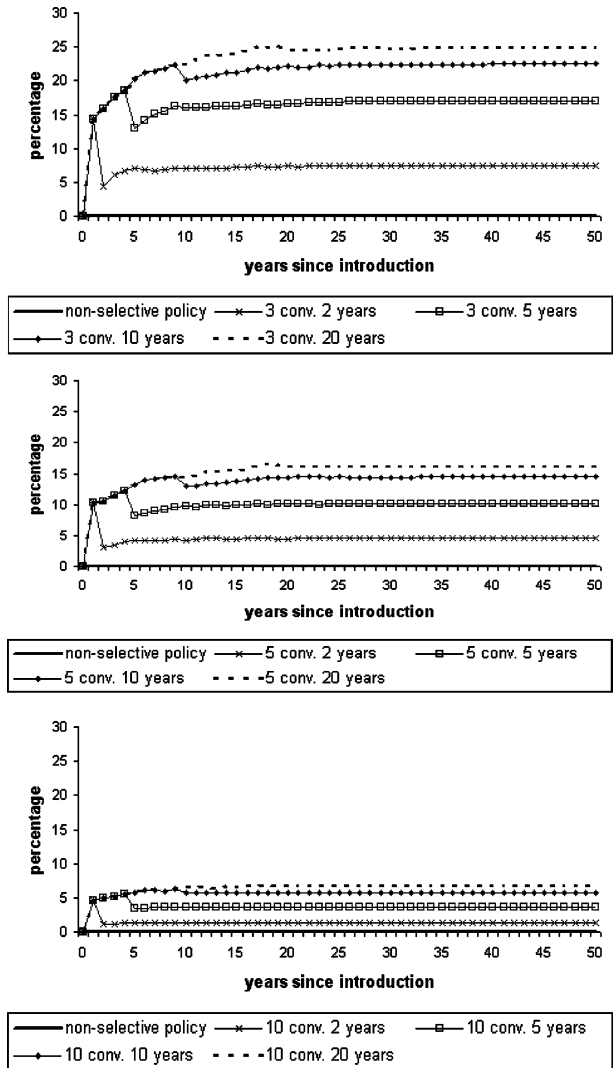 percentage
30
25
20
15
10
5
0
0 5 10 15 20 25 30 35 40 45 50
years since introduction
non-selective policy 3 conv. 2 years 3 conv. 5 years
3 conv. 10 years 3 conv. 20 years
percentage
30
25
20
15
10
5
0
0 5 10 15 20 25 30 35 40 45 50
years since introduction
non-selective policy 5 conv. 2 years 5 conv. 5 years
5 conv. 10 years 5 conv. 20 years
percentage
30
25
20
15
10
5
0
0 5 10 15 20 25 30 35 40 45 50
years since introduction
non-selective policy 10 conv. 2 years 10 conv. 5 years
10 conv. 10 years 10 conv. 20 years